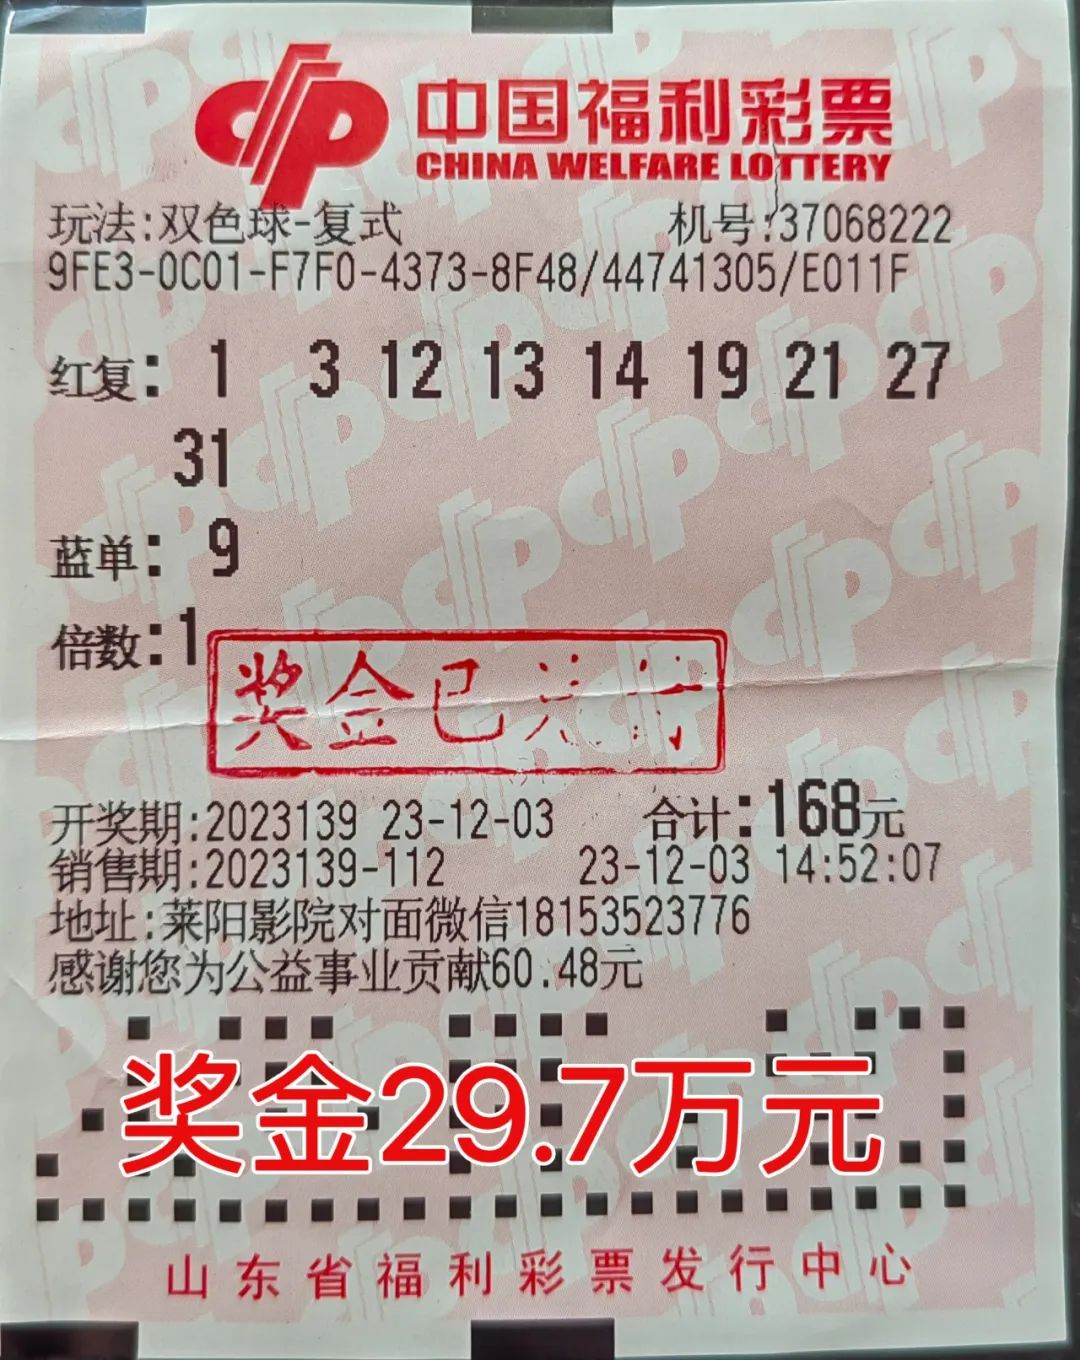 中国福利彩票
CHINA WELFARE LOTTERY
玩法:双色球-复式 机号:37068222
9FE3-0C01-F7F0-4373-8F48/44741305/E011F
红复: 1 3 12 13 14 19 21 27
31
蓝单: 9
倍数:1
奖金已兑付
开奖期:2023139 23-12-03 合计:168元
销售期:2023139-112 23-12-03 14:52:07
地址:莱阳影院对面微信18153523776
感谢您为公益事业贡献60.48元
奖金29.7万元
山东省福利彩票发行中心